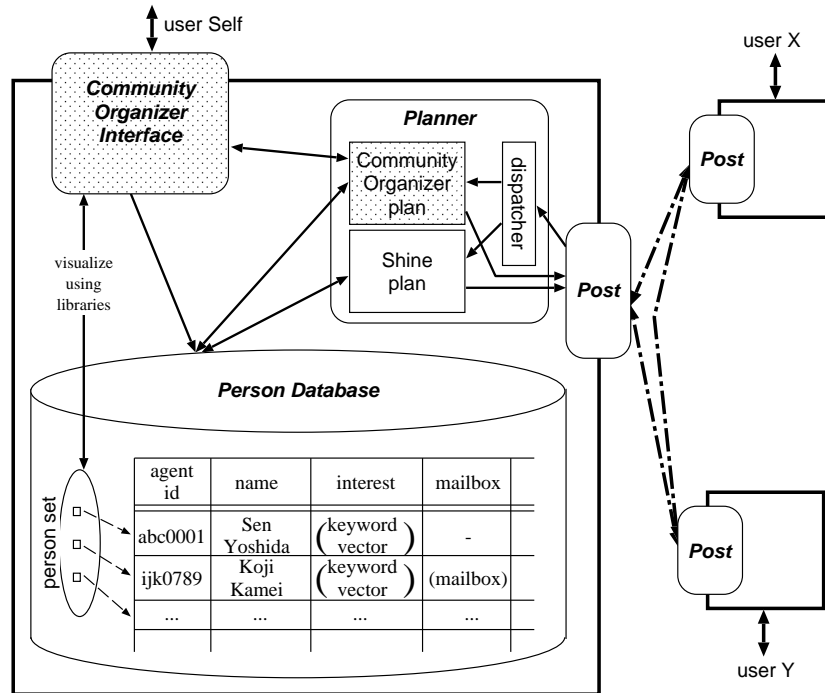 user Self
user X
Community
Organizer
Interface
Planner
Community
Organizer
plan
dispatcher
Shine
plan
Post
Post
visualize
using
libraries
Person Database
person set
agent
id
name
interest
mailbox
abc0001
Sen
Yoshida
(keyword
vector)
-
ijk0789
Koji
Kamei
(keyword
vector)
(mailbox)
...
...
...
...
Post
user Y